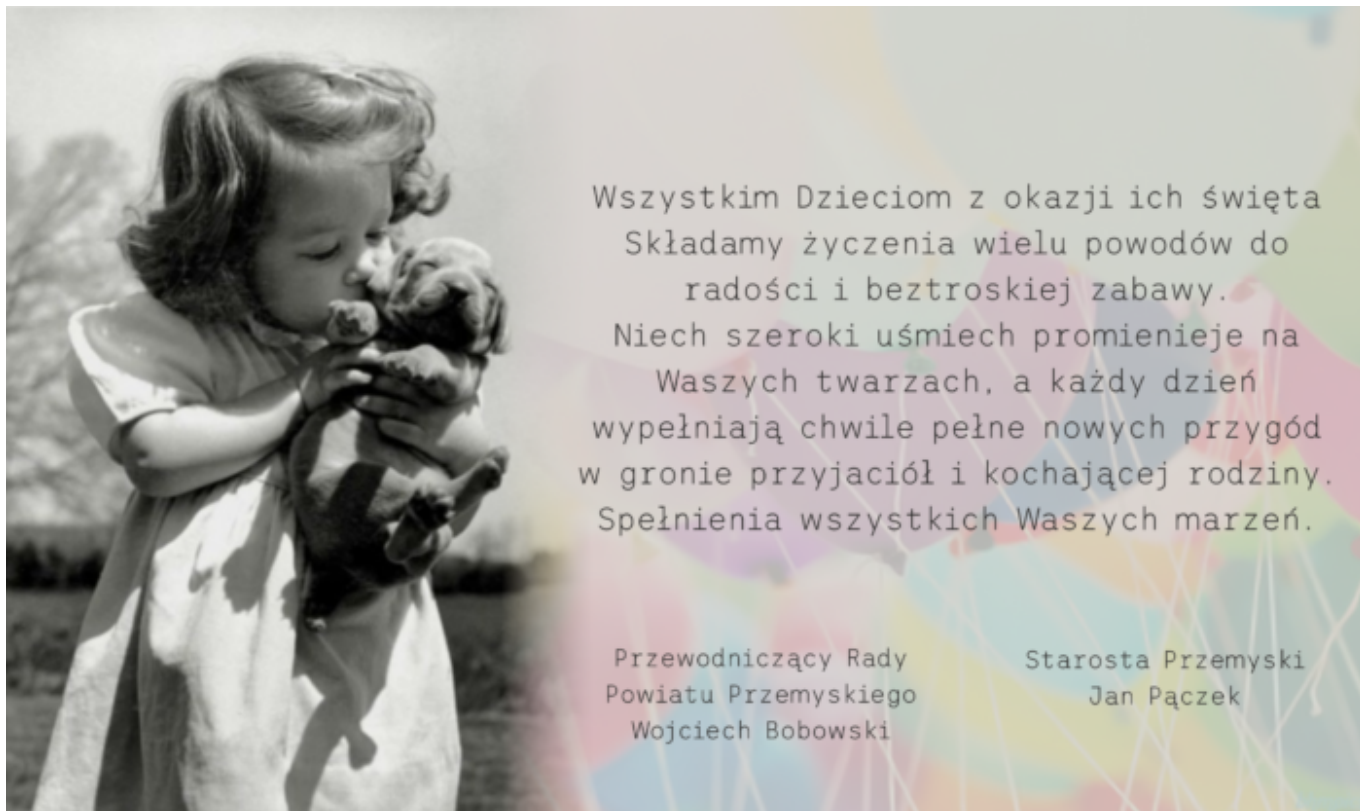 Wszystkim Dzieciom z okazji ich święta
Składamy życzenia wielu powodów do
radości i beztroskiej zabawy.
Niech szeroki uśmiech promienieje na
Waszych twarzach, a każdy dzień
wypełniają chwile pełne nowych przygód
w gronie przyjaciół i kochającej rodziny.
Spełnienia wszystkich Waszych marzeń.
Przewodniczący Rady
Powiatu Przemyskiego
Wojciech Bobowski
Starosta Przemyski
Jan Pączek